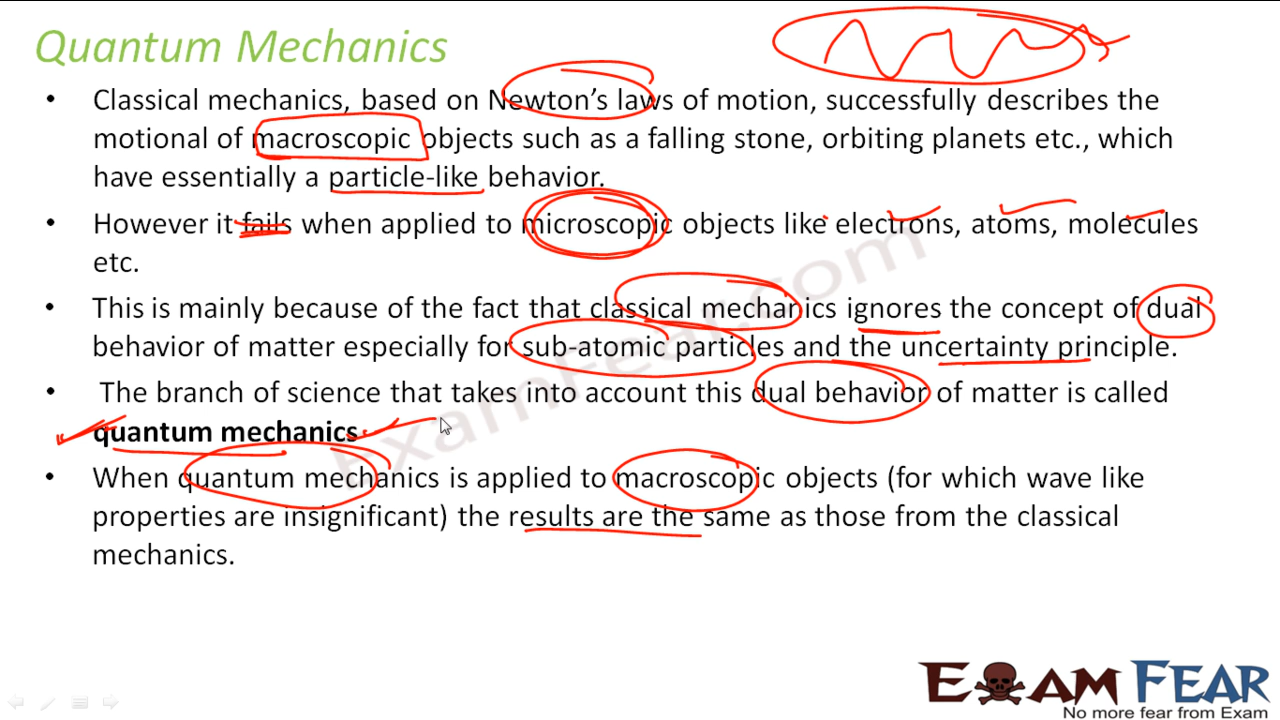 Quantum Mechanics
• Classical mechanics, based on Newton's laws of motion, successfully describes the
motional of macroscopic objects such as a falling stone, orbiting planets etc., which
have essentially a particle-like behavior.
• However it fails when applied to microscopic objects like electrons, atoms, molecules
etc.
• This is mainly because of the fact that classical mechanics ignores the concept of dual
behavior of matter especially for sub-atomic particles and the uncertainty principle.
• The branch of science that takes into account this dual behavior of matter is called
quantum mechanics
• When quantum mechanics is applied to macroscopic objects (for which wave like
properties are insignificant) the results are the same as those from the classical
mechanics.
ExamFear.com
EXAM FEAR
No more fear from Exam